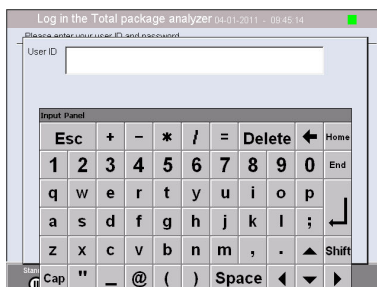 Log in the Total package analyzer 04-01-2011 - 09:45:14
Please enter your user ID and password
User ID
Input Panel
Esc + - * / = Delete ← Home
1 2 3 4 5 6 7 8 9 0 End
q w e r t y u i o p
a s d f g h j k l ;
z x c v b n m , . ▲ Shift
Cap " _ @ ( ) Space ◀ ▼ ▶